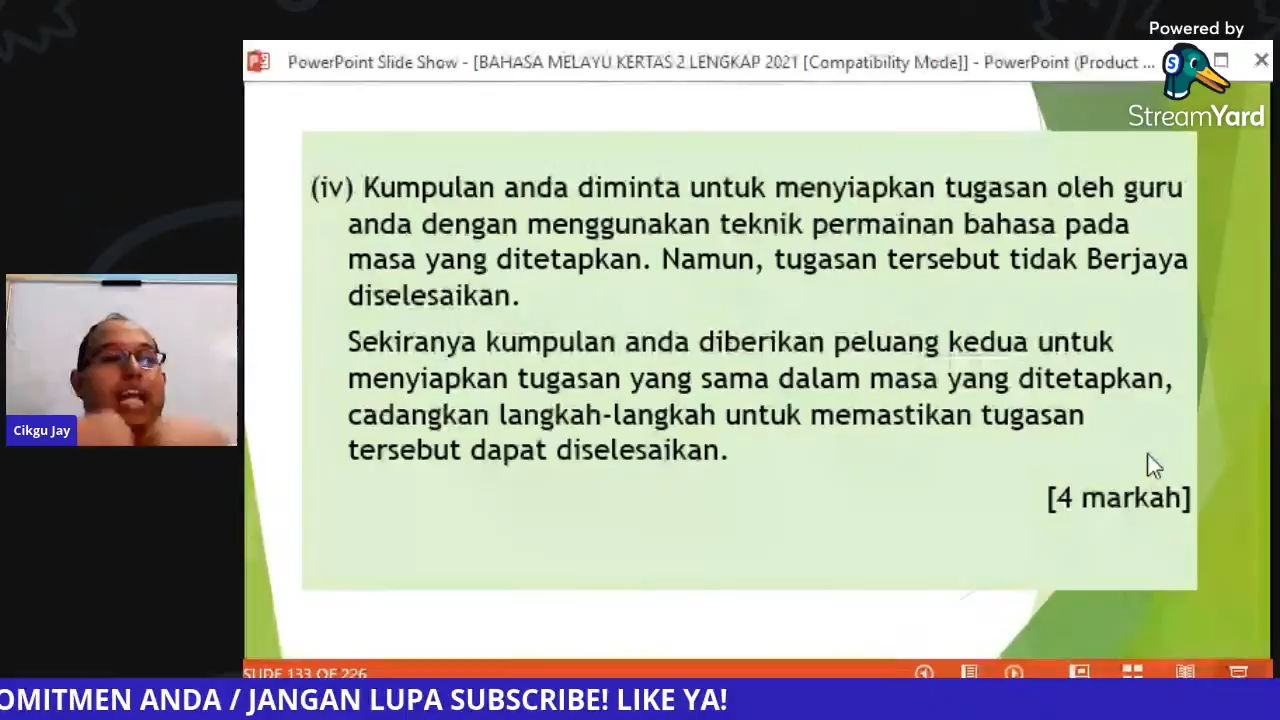 Powered by
PowerPoint Slide Show - [BAHASA MELAYU KERTAS 2 LENGKAP 2021 [Compatibility Mode]] - PowerPoint (Product ...
StreamYard
(iv) Kumpulan anda diminta untuk menyiapkan tugasan oleh guru
anda dengan menggunakan teknik permainan bahasa pada
masa yang ditetapkan. Namun, tugasan tersebut tidak Berjaya
diselesaikan.
Sekiranya kumpulan anda diberikan peluang kedua untuk
menyiapkan tugasan yang sama dalam masa yang ditetapkan,
cadangkan langkah-langkah untuk memastikan tugasan
tersebut dapat diselesaikan.
[4 markah]
Cikgu Jay
SLIDE 133 OF 226
OMITMEN ANDA / JANGAN LUPA SUBSCRIBE! LIKE YA!